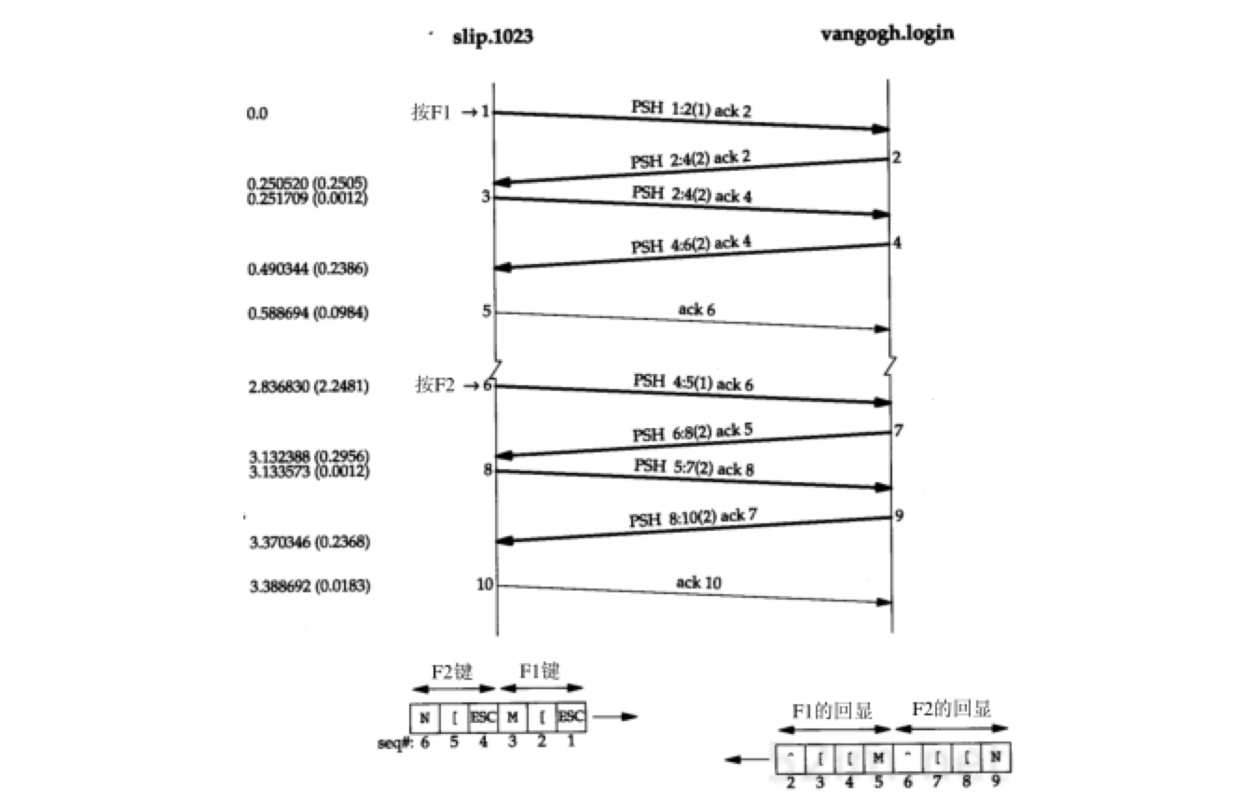 slip.1023 vangogh.login
0.0 按F1 →1 PSH 1:2(1) ack 2
PSH 2:4(2) ack 2 2
0.250520 (0.2505)
0.251709 (0.0012) 3 PSH 2:4(2) ack 4
PSH 4:6(2) ack 4 4
0.490344 (0.2386)
0.588694 (0.0984) 5 ack 6
2.836830 (2.2481) 按F2 →6 PSH 4:5(1) ack 6
PSH 6:8(2) ack 5 7
3.132388 (0.2956)
3.133573 (0.0012) 8 PSH 5:7(2) ack 8
PSH 8:10(2) ack 7 9
3.370346 (0.2368)
3.388692 (0.0183) 10 ack 10
F2键 F1键
N [ ESC M [ ESC
seq#: 6 5 4 3 2 1
F1的回显 F2的回显
^ [ [ M ^ [ [ N
2 3 4 5 6 7 8 9